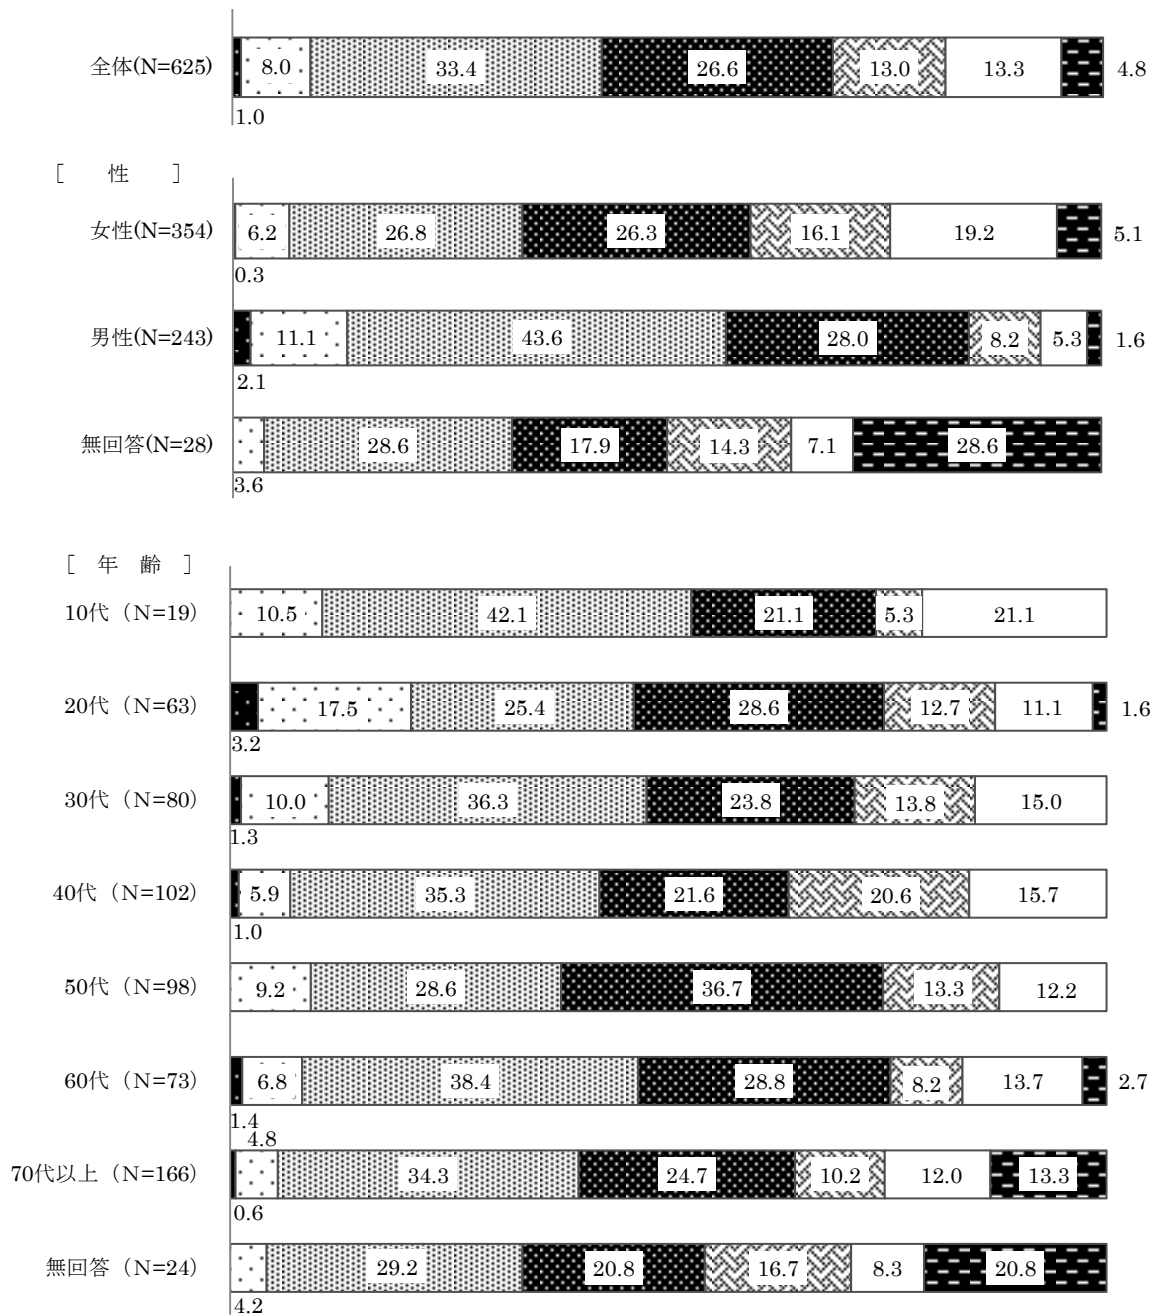 全体(N=625) 8.0 33.4 26.6 13.0 13.3 4.8
1.0
［　性　］
女性(N=354) 6.2 26.8 26.3 16.1 19.2 5.1
0.3
男性(N=243) 11.1 43.6 28.0 8.2 5.3 1.6
2.1
無回答(N=28) 28.6 17.9 14.3 7.1 28.6
3.6
［　年　齢　］
10代（N=19） 10.5 42.1 21.1 5.3 21.1
20代（N=63） 17.5 25.4 28.6 12.7 11.1 1.6
3.2
30代（N=80） 10.0 36.3 23.8 13.8 15.0
1.3
40代（N=102） 5.9 35.3 21.6 20.6 15.7
1.0
50代（N=98） 9.2 28.6 36.7 13.3 12.2
60代（N=73） 6.8 38.4 28.8 8.2 13.7 2.7
1.4
4.8
70代以上（N=166） 34.3 24.7 10.2 12.0 13.3
0.6
無回答（N=24） 29.2 20.8 16.7 8.3 20.8
4.2